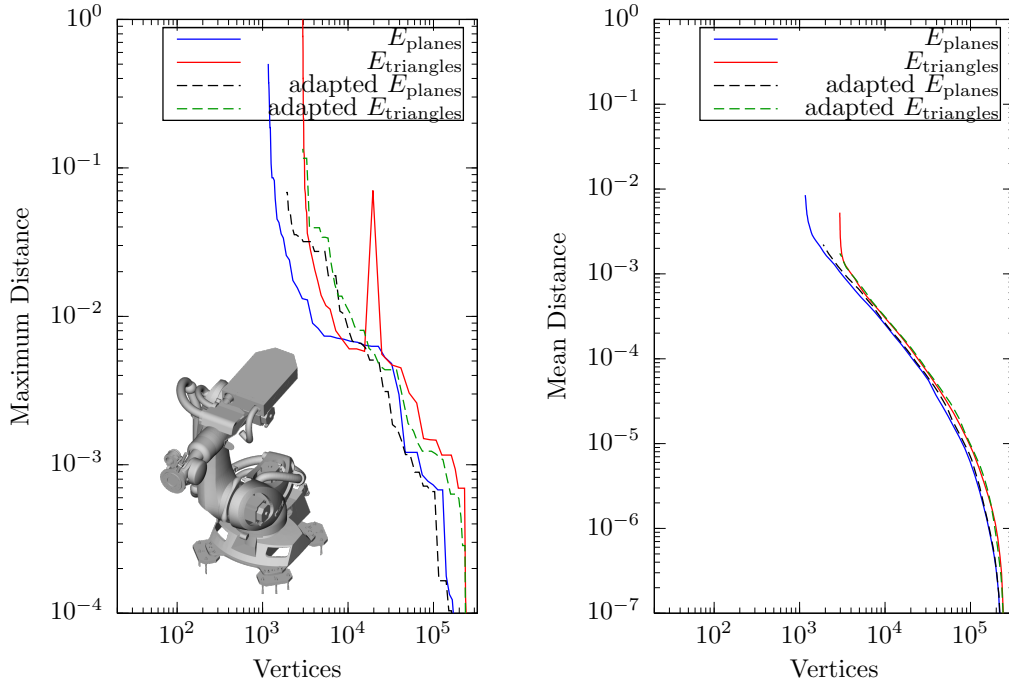 10^0
10^-1
10^-2
10^-3
10^-4
Maximum Distance
E_planes
E_triangles
adapted E_planes
adapted E_triangles
10^2 10^3 10^4 10^5
Vertices
10^0
10^-1
10^-2
10^-3
10^-4
10^-5
10^-6
10^-7
Mean Distance
E_planes
E_triangles
adapted E_planes
adapted E_triangles
10^2 10^3 10^4 10^5
Vertices